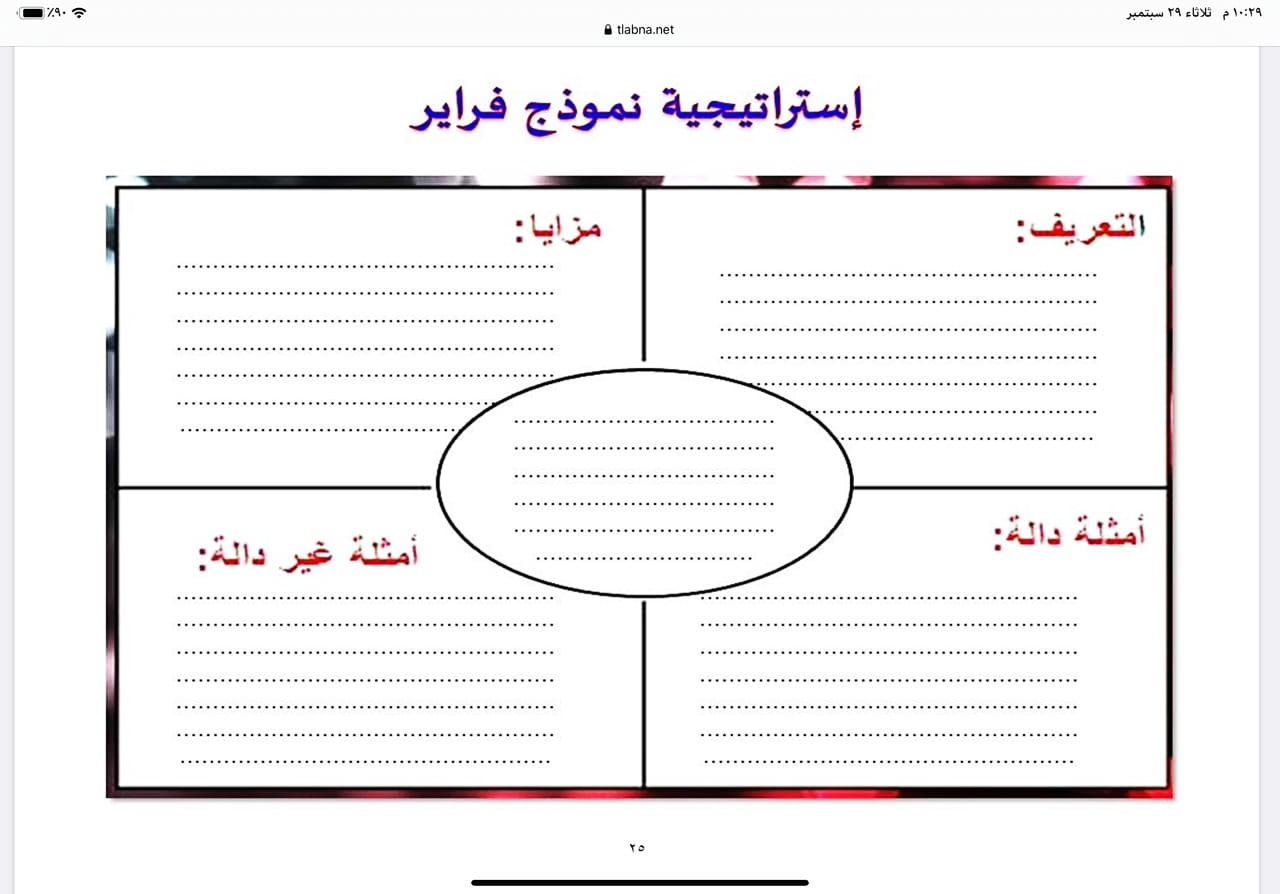 ١٠:٢٩ م ثلاثاء ٢٩ سبتمبر
٪٩٠
tlabna.net
إستراتيجية نموذج فراير
التعريف:
مزايا:
أمثلة دالة:
أمثلة غير دالة:
٢٥